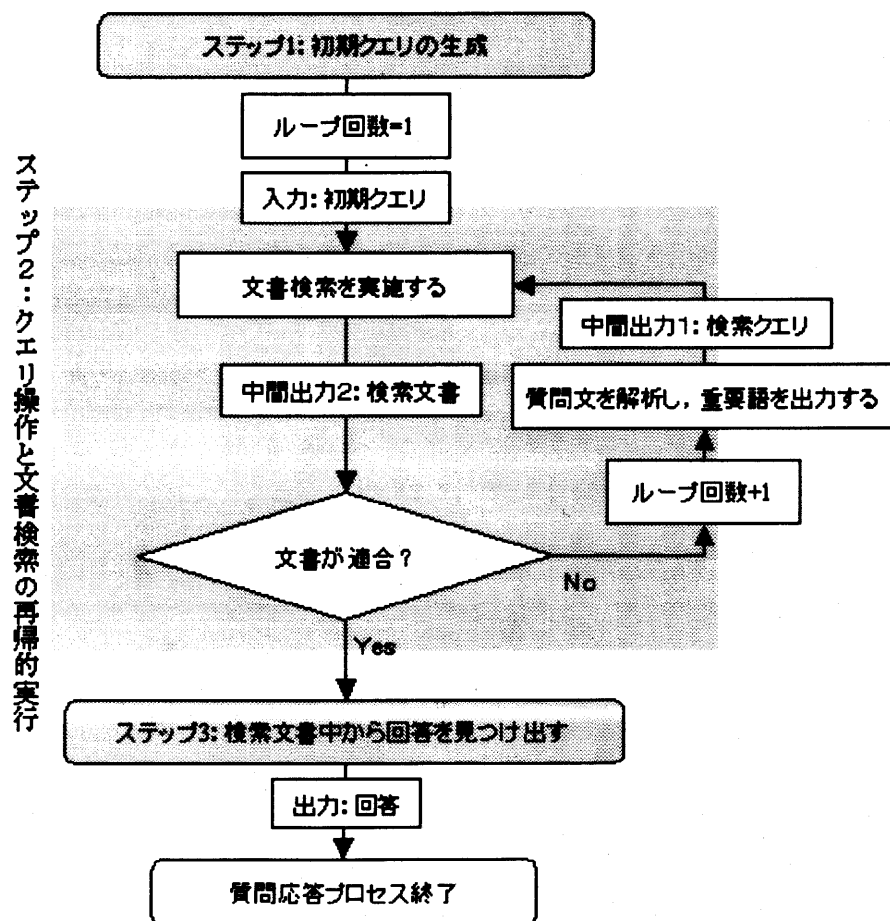 ステップ1: 初期クエリの生成
ループ回数=1
入力: 初期クエリ
ステップ2:クエリ操作と文書検索の再帰的実行
文書検索を実施する
中間出力1: 検索クエリ
中間出力2: 検索文書
質問文を解析し, 重要語を出力する
ループ回数+1
文書が適合?
No
Yes
ステップ3: 検索文書中から回答を見つけ出す
出力: 回答
質問応答プロセス終了